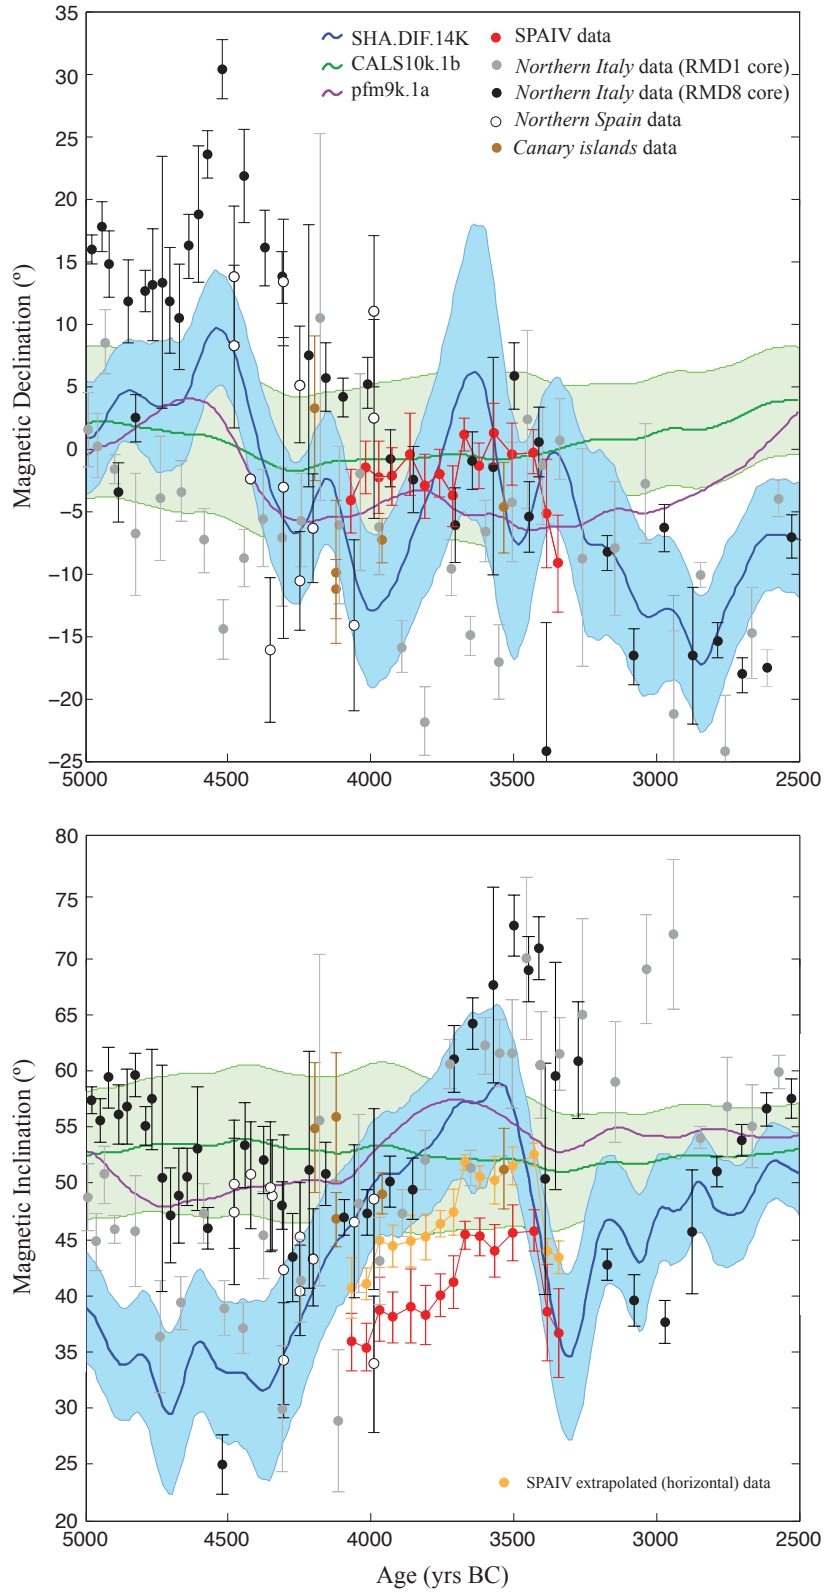 35
30
25
20
15
10
5
0
−5
−10
−15
−20
−25
Magnetic Declination (º)
SHA.DIF.14K
CALS10k.1b
pfm9k.1a
SPAIV data
Northern Italy data (RMD1 core)
Northern Italy data (RMD8 core)
Northern Spain data
Canary islands data
5000 4500 4000 3500 3000 2500
80
75
70
65
60
55
50
45
40
35
30
25
20
Magnetic Inclination (º)
SPAIV extrapolated (horizontal) data
5000 4500 4000 3500 3000 2500
Age (yrs BC)